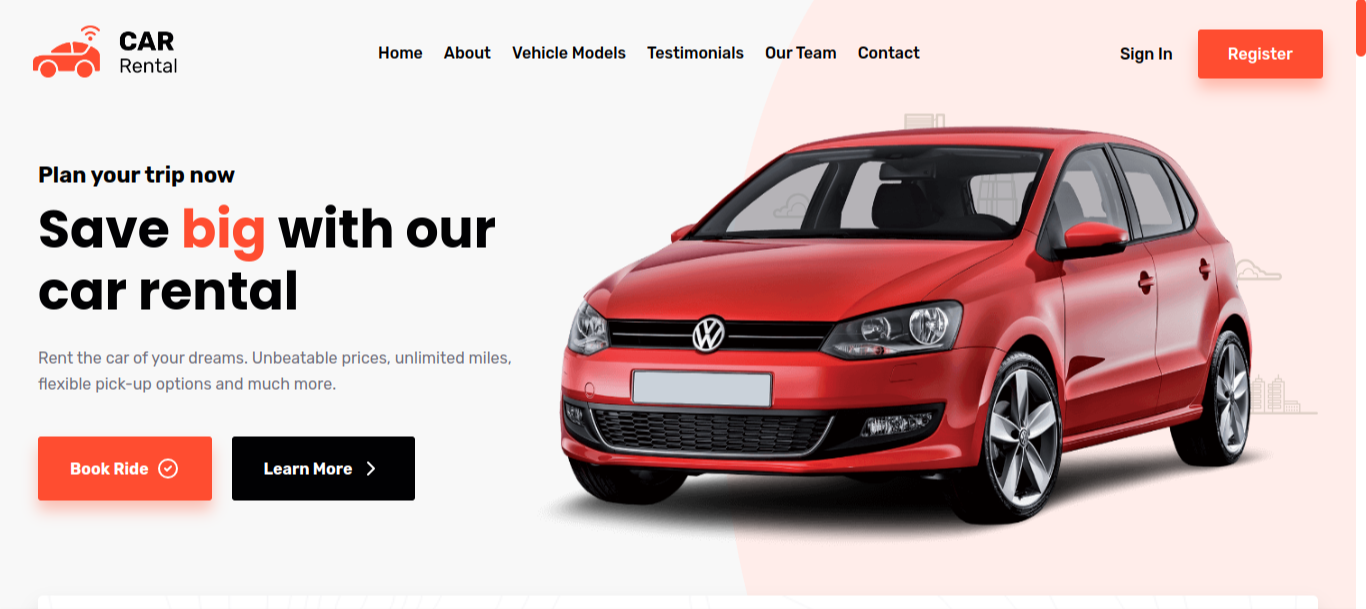 CAR
Rental
Home About Vehicle Models Testimonials Our Team Contact
Sign In Register
Plan your trip now
Save big with our
car rental
Rent the car of your dreams. Unbeatable prices, unlimited miles,
flexible pick-up options and much more.
Book Ride Learn More